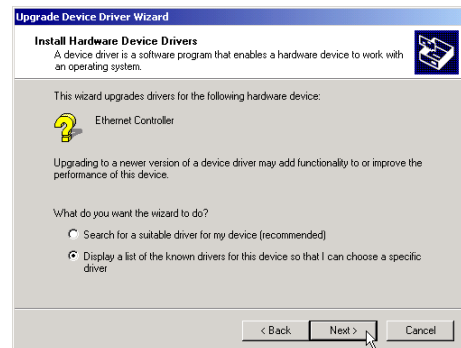 Upgrade Device Driver Wizard
Install Hardware Device Drivers
A device driver is a software program that enables a hardware device to work with
an operating system.
This wizard upgrades drivers for the following hardware device:
Ethernet Controller
Upgrading to a newer version of a device driver may add functionality to or improve the
performance of this device.
What do you want the wizard to do?
Search for a suitable driver for my device (recommended)
Display a list of the known drivers for this device so that I can choose a specific
driver
< Back Next > Cancel